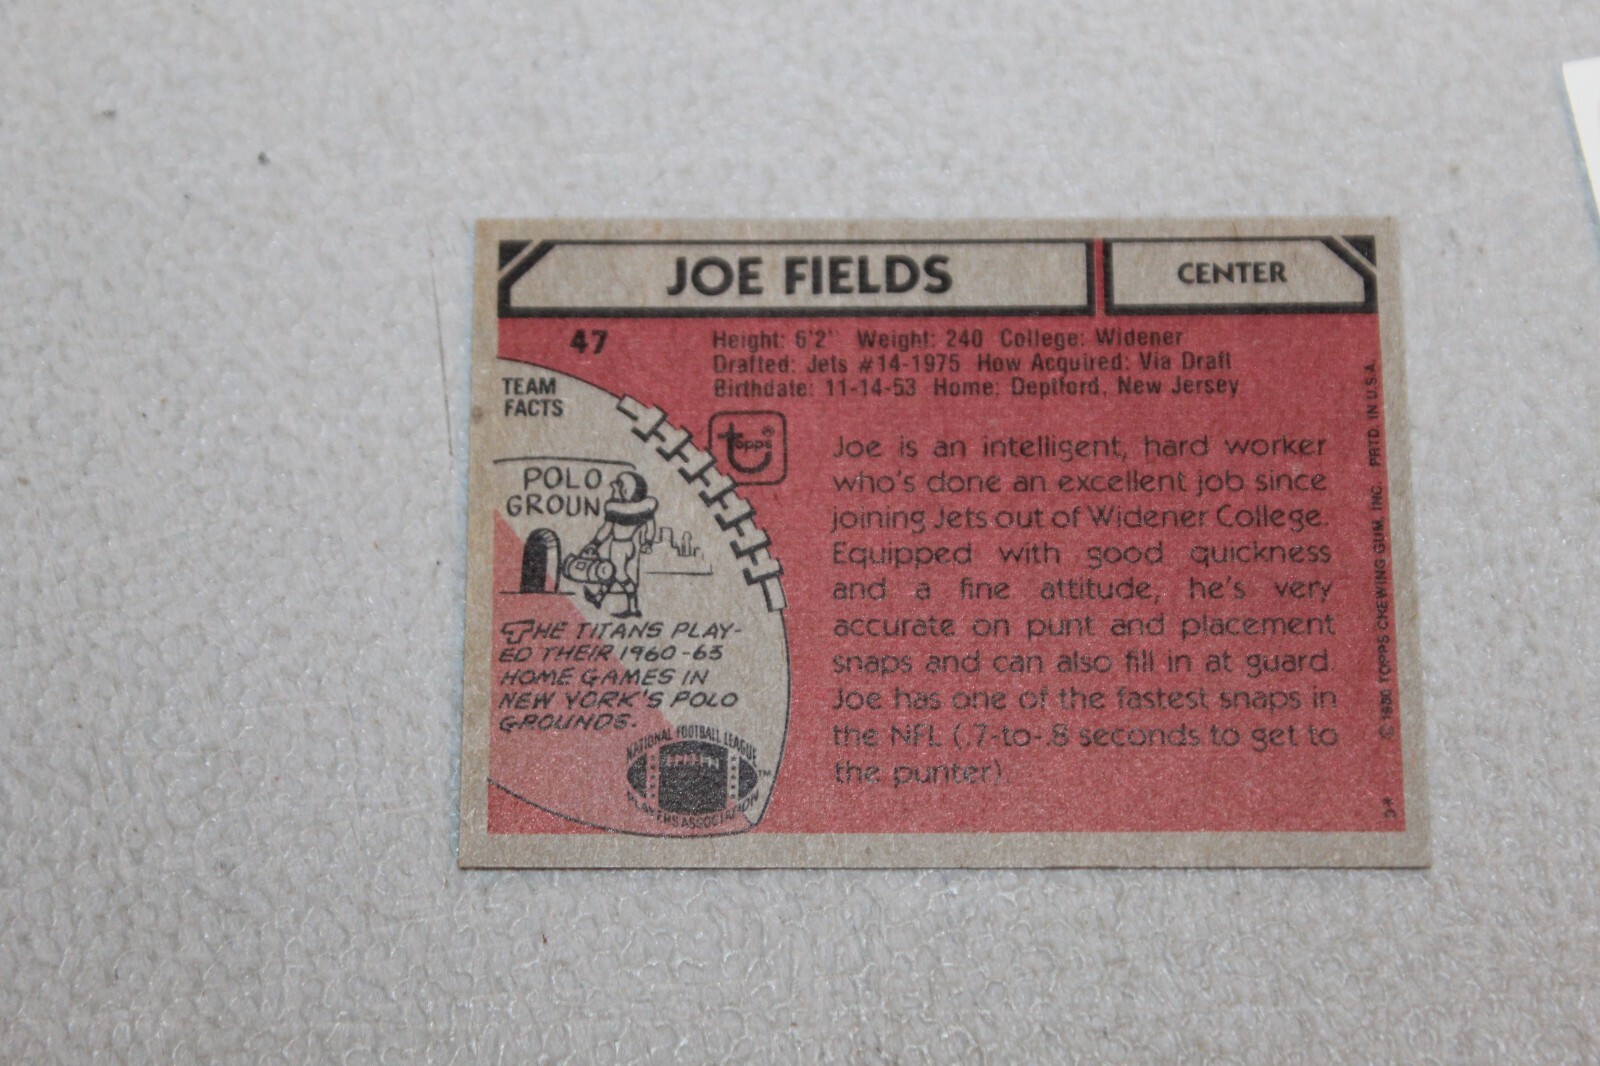 JOE FIELDS
CENTER
47
Height: 6'2" Weight: 240 College: Widener
Drafted: Jets #14-1975 How Acquired: Via Draft
Birthdate: 11-14-53 Home: Deptford, New Jersey
TEAM
FACTS
topps®
POLO
GROUN
THE TITANS PLAY-
ED THEIR 1960-63
HOME GAMES IN
NEW YORK'S POLO
GROUNDS.
NATIONAL FOOTBALL LEAGUE
PLAYERS ASSOCIATION
TM
Joe is an intelligent, hard worker
who's done an excellent job since
joining Jets out of Widener College.
Equipped with good quickness
and a fine attitude, he's very
accurate on punt and placement
snaps and can also fill in at guard.
Joe has one of the fastest snaps in
the NFL (.7-to-.8 seconds to get to
the punter).
© 1980 TOPPS CHEWING GUM, INC. PRTD. IN U.S.A.